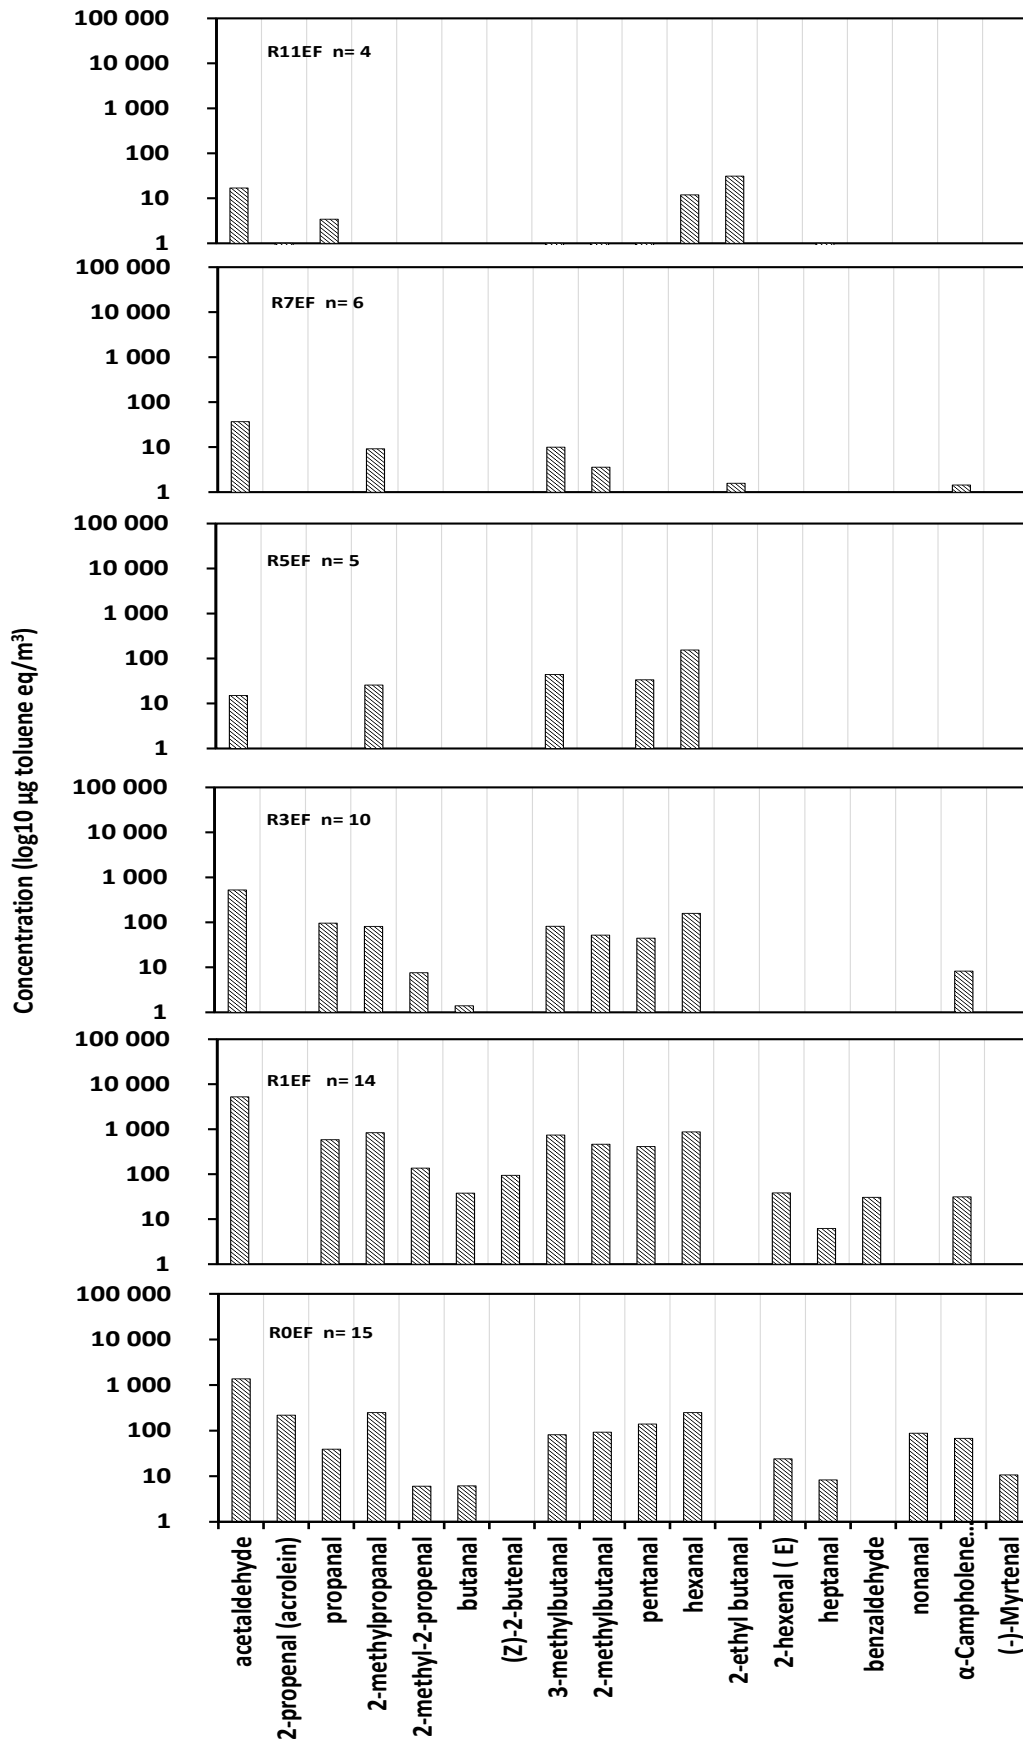 Concentration (log10 µg toluene eq/m³)
100 000
10 000
1 000
100
10
1
R11EF n= 4
100 000
10 000
1 000
100
10
1
R7EF n= 6
100 000
10 000
1 000
100
10
1
R5EF n= 5
100 000
10 000
1 000
100
10
1
R3EF n= 10
100 000
10 000
1 000
100
10
1
R1EF n= 14
100 000
10 000
1 000
100
10
1
R0EF n= 15
acetaldehyde
2-propenal (acrolein)
propanal
2-methylpropanal
2-methyl-2-propenal
butanal
(Z)-2-butenal
3-methylbutanal
2-methylbutanal
pentanal
hexanal
2-ethyl butanal
2-hexenal ( E)
heptanal
benzaldehyde
nonanal
α-Campholene...
(-)-Myrtenal